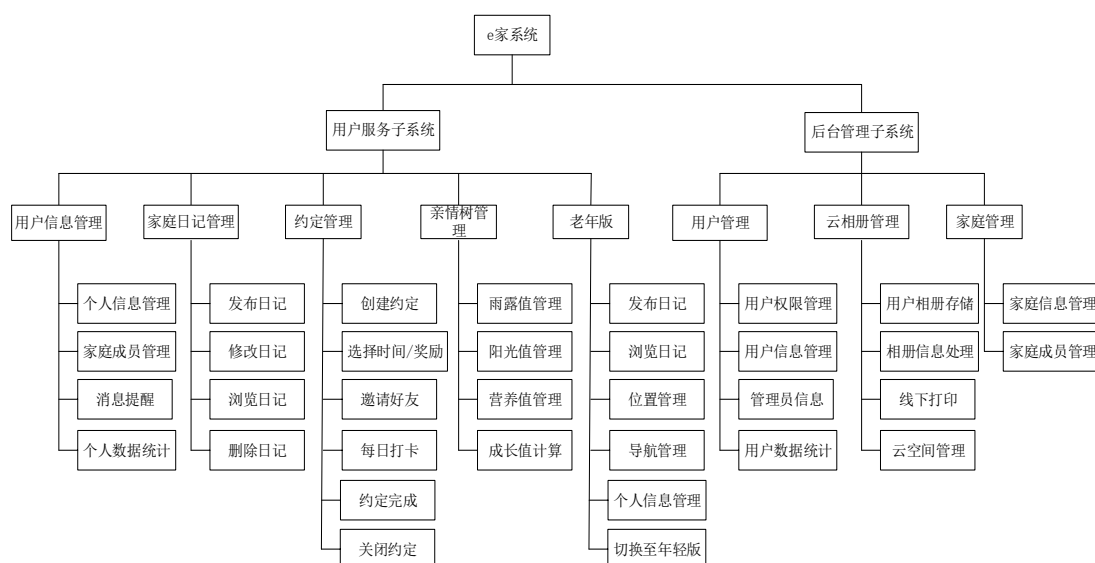 e家系统
用户服务子系统
后台管理子系统
用户信息管理
家庭日记管理
约定管理
亲情树管
理
老年版
用户管理
云相册管理
家庭管理
个人信息管理
家庭成员管理
消息提醒
个人数据统计
发布日记
修改日记
浏览日记
删除日记
创建约定
选择时间/奖励
邀请好友
每日打卡
约定完成
关闭约定
雨露值管理
阳光值管理
营养值管理
成长值计算
发布日记
浏览日记
位置管理
导航管理
个人信息管理
切换至年轻版
用户权限管理
用户信息管理
管理员信息
用户数据统计
用户相册存储
相册信息处理
线下打印
云空间管理
家庭信息管理
家庭成员管理